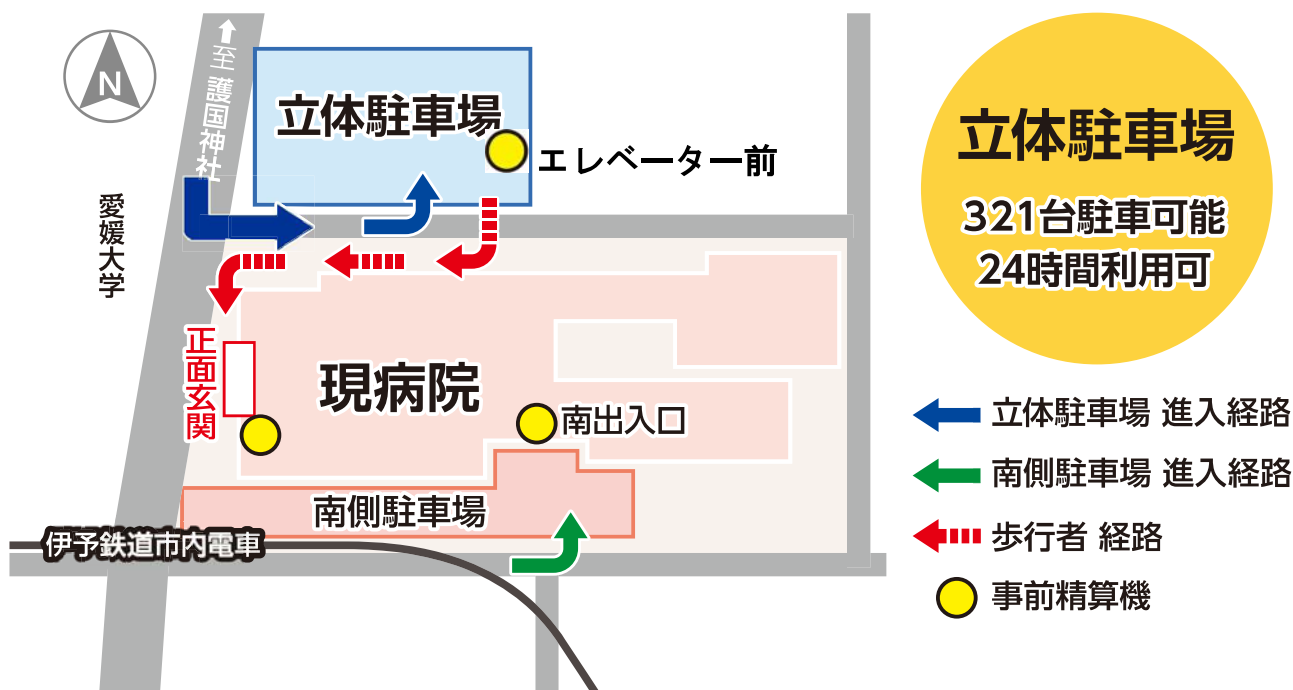 N
至 護国神社
立体駐車場
エレベーター前
愛媛大学
正面玄関
現病院
南出入口
南側駐車場
伊予鉄道市内電車
立体駐車場
321台駐車可能
24時間利用可
立体駐車場 進入経路
南側駐車場 進入経路
歩行者 経路
事前精算機